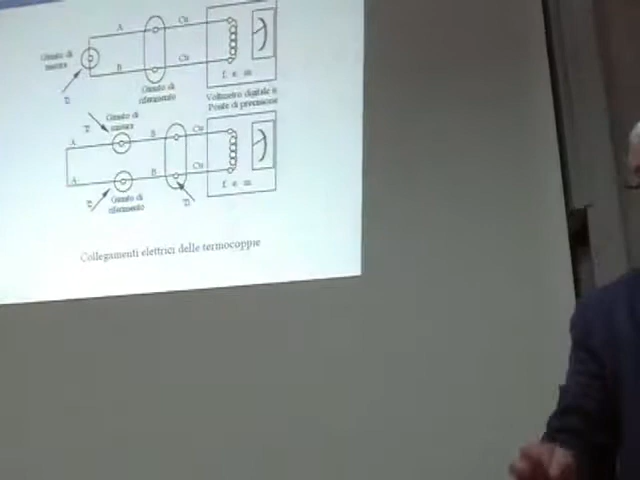 A
Cu
Giunto di
misura
B
Cu
Giunto di
riferimento
f. e. m.
Voltmetro digitale o
Ponte di precisione
Giunto di
misura
A
B
Cu
A
B
Cu
f. e. m.
Giunto di
riferimento
Collegamenti elettrici delle termocoppie